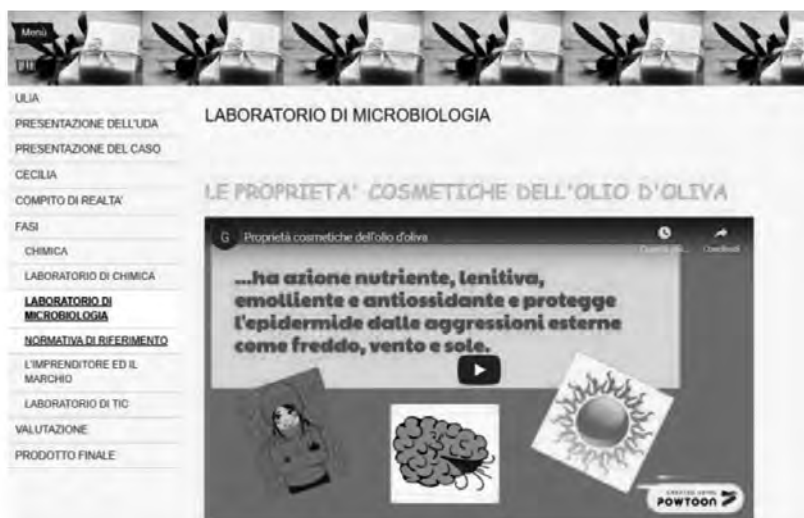 Menù
ULIA
PRESENTAZIONE DELL'UDA
PRESENTAZIONE DEL CASO
CECILIA
COMPITO DI REALTA'
FASI
CHIMICA
LABORATORIO DI CHIMICA
LABORATORIO DI
MICROBIOLOGIA
NORMATIVA DI RIFERIMENTO
L'IMPRENDITORE ED IL
MARCHIO
LABORATORIO DI TIC
VALUTAZIONE
PRODOTTO FINALE
LABORATORIO DI MICROBIOLOGIA
LE PROPRIETA' COSMETICHE DELL'OLIO D'OLIVA
G Proprietà cosmetiche dell'olio d'oliva
Condividi
...ha azione nutriente, lenitiva,
emolliente e antiossidante e protegge
l'epidermide dalle aggressioni esterne
come freddo, vento e sole.
POWTOON